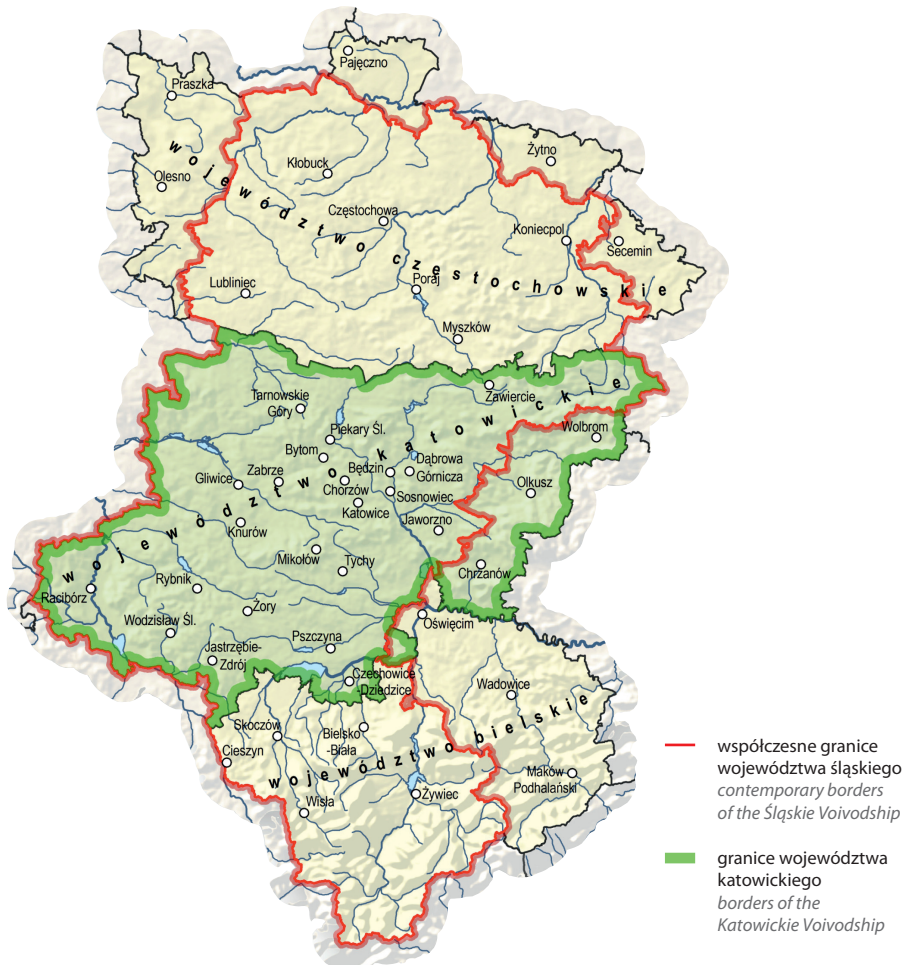 Pajęczno
Praszka
Żytno
Kłobuck
Olesno
Częstochowa
Koniecpol
Secemin
województwo częstochowskie
Lubliniec
Poraj
Myszków
Zawiercie
Tarnowskie
Góry
województwo katowickie
Wolbrom
Piekary Śl.
Bytom
Będzin
Dąbrowa
Górnicza
Gliwice
Zabrze
Chorzów
Olkusz
Sosnowiec
Katowice
Knurów
Jaworzno
Mikołów
Tychy
Chrzanów
Racibórz
Rybnik
Żory
Oświęcim
Wodzisław Śl.
Pszczyna
Jastrzębie-
Zdrój
Czechowice
-Dziedzice
Wadowice
Skoczów
Bielsko
-Biała
Cieszyn
województwo bielskie
Maków
Podhalański
Wisła
Żywiec
współczesne granice
województwa śląskiego
contemporary borders
of the Śląskie Voivodship
granice województwa
katowickiego
borders of the
Katowickie Voivodship